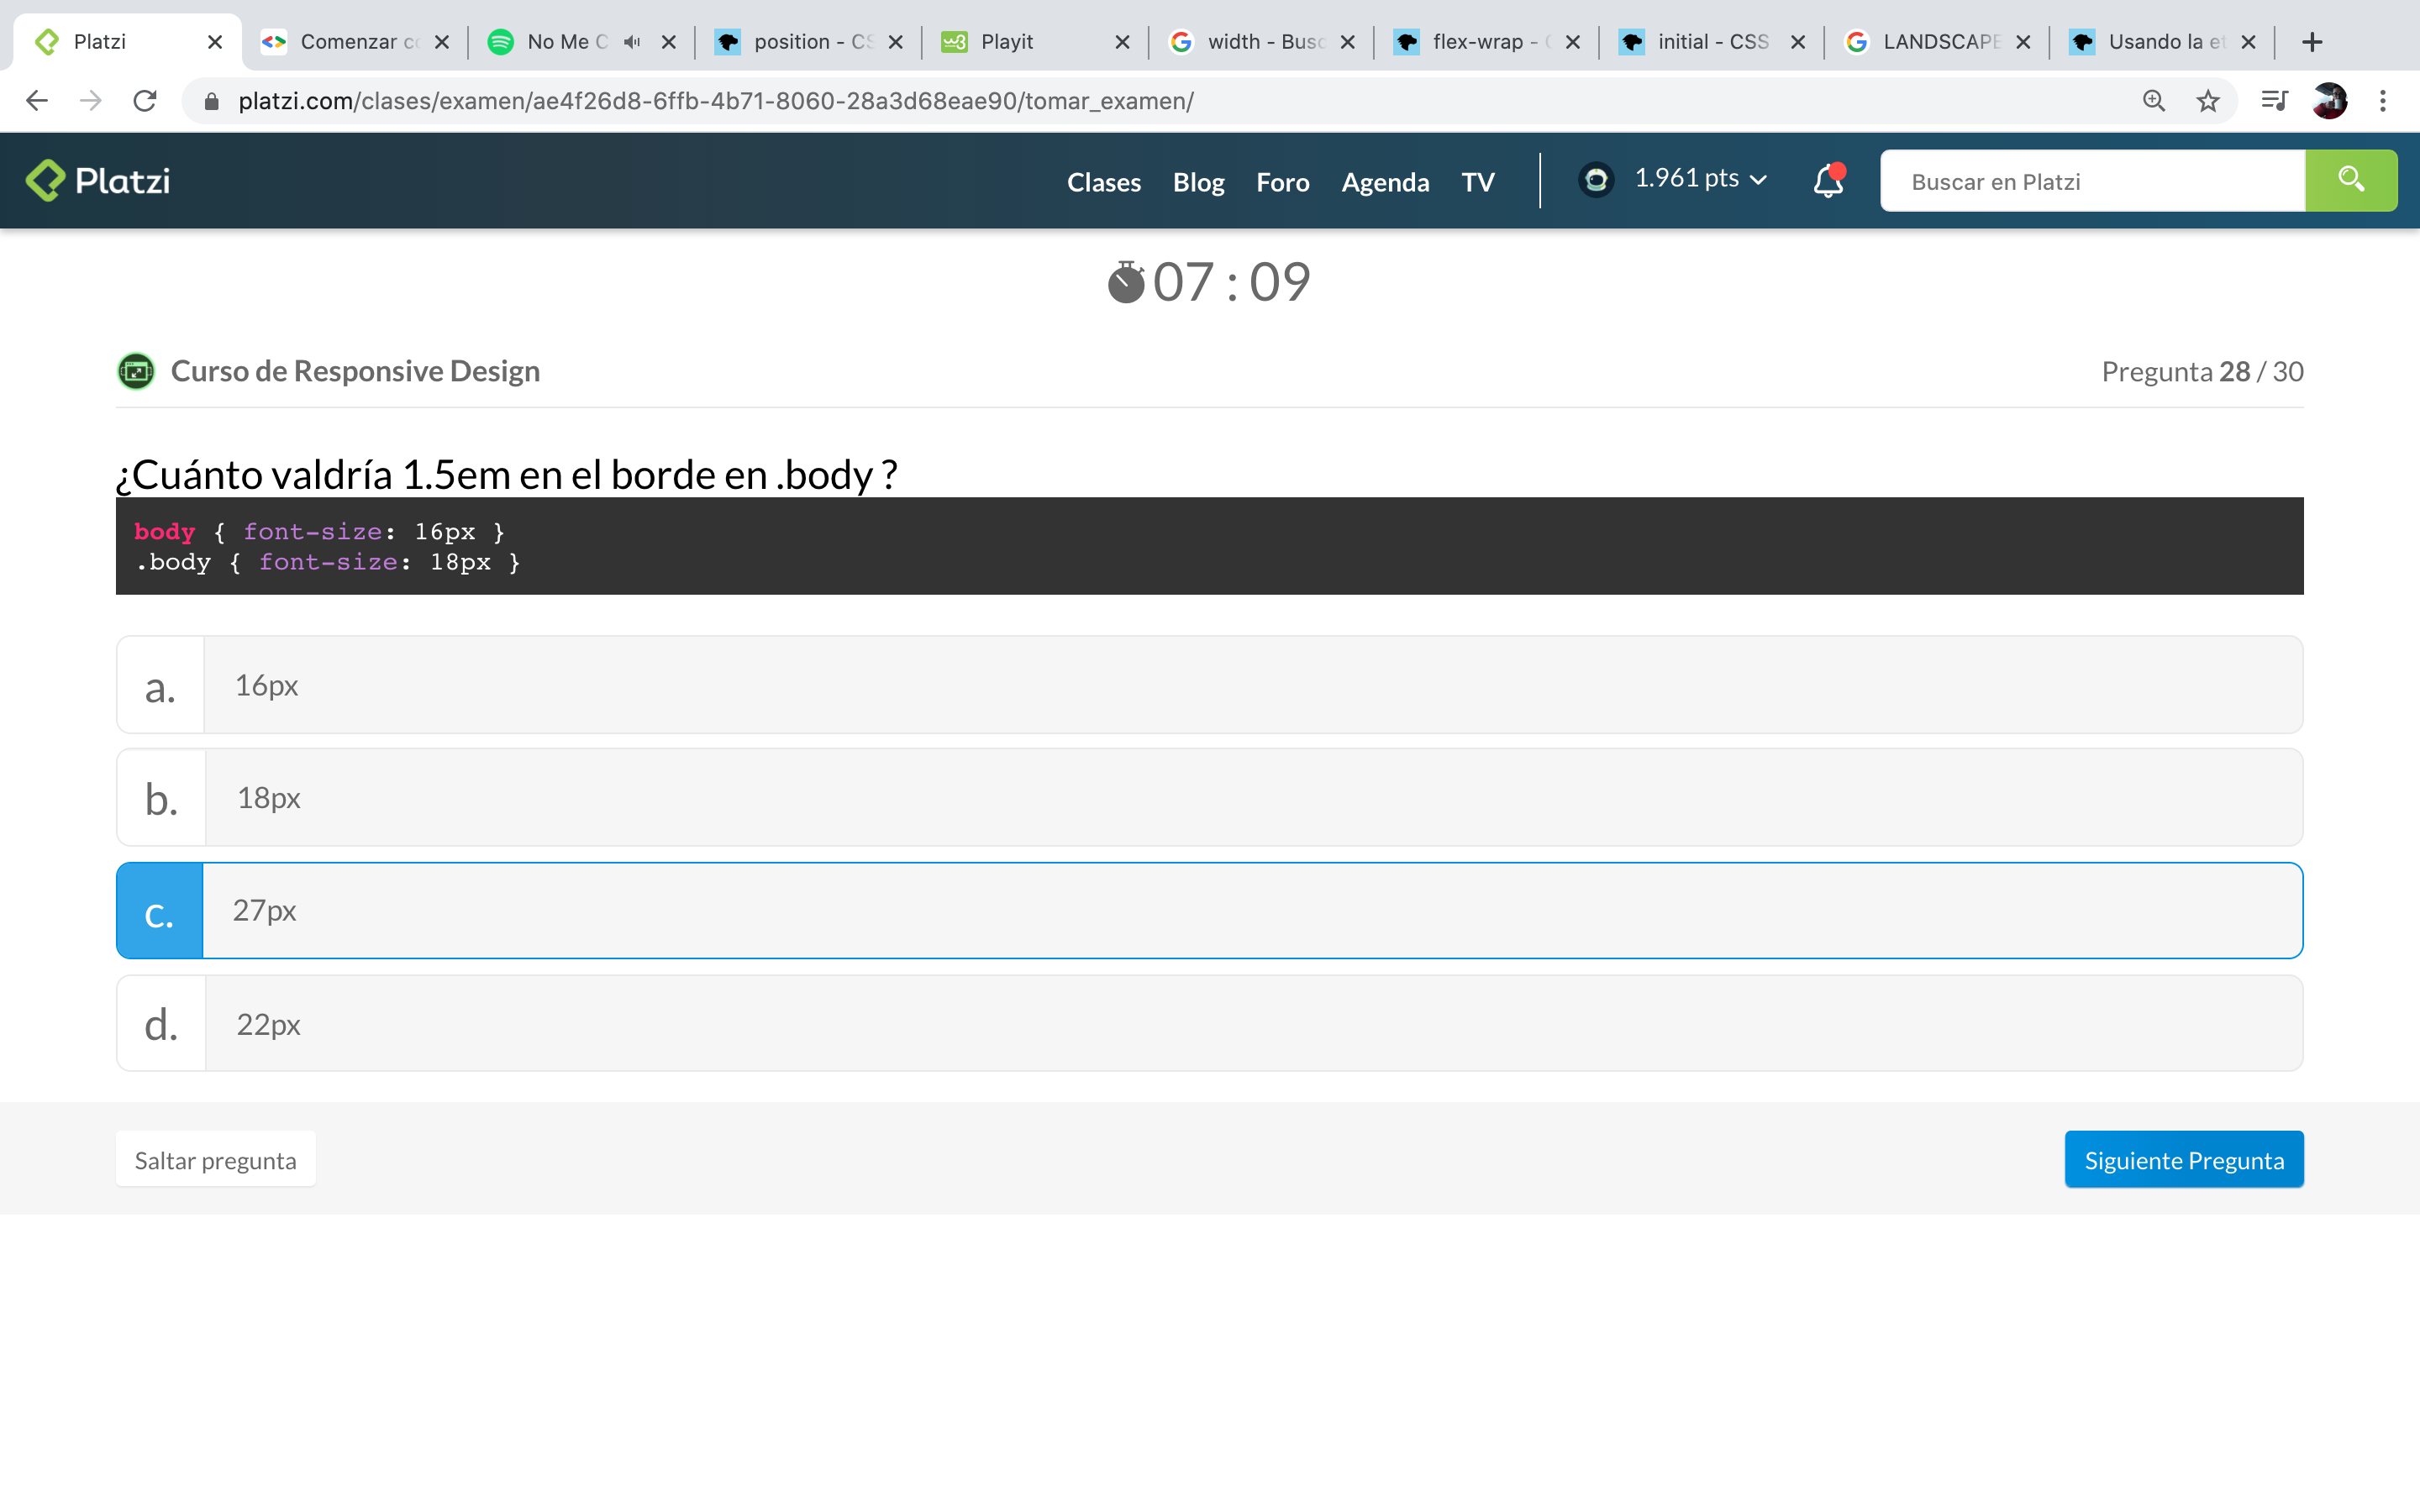 Platzi
Comenzar co
No Me C
position - CS
Playit
width - Busc
flex-wrap - (
initial - CSS
LANDSCAPE
Usando la et
platzi.com/clases/examen/ae4f26d8-6ffb-4b71-8060-28a3d68eae90/tomar_examen/
Platzi
Clases
Blog
Foro
Agenda
TV
1.961 pts
Buscar en Platzi
07 : 09
Curso de Responsive Design
Pregunta 28 / 30
¿Cuánto valdría 1.5em en el borde en .body ?
body { font-size: 16px }
.body { font-size: 18px }
a. 16px
b. 18px
c. 27px
d. 22px
Saltar pregunta
Siguiente Pregunta